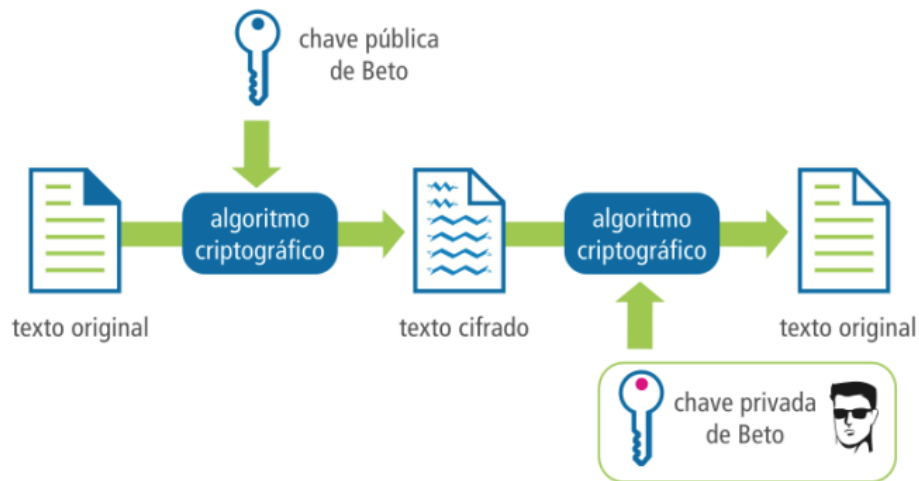 chave pública
de Beto
algoritmo
criptográfico
algoritmo
criptográfico
texto original
texto cifrado
texto original
chave privada
de Beto